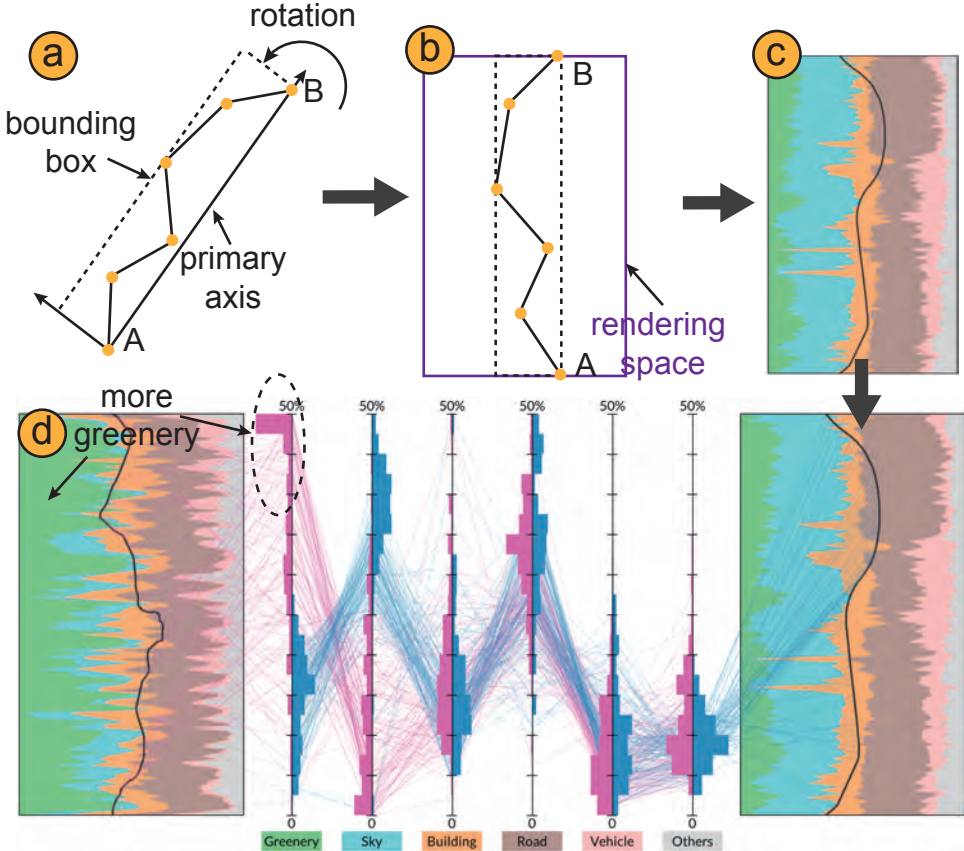 a
rotation
B
bounding
box
primary
axis
A
b
B
A
rendering
space
c
d
more
greenery
50% 50% 50% 50% 50% 50%
0 0 0 0 0 0
Greenery Sky Building Road Vehicle Others